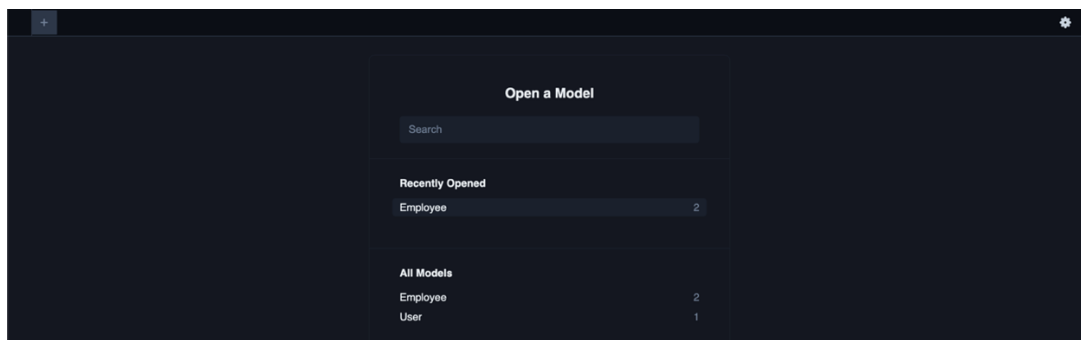 +
Open a Model
Search
Recently Opened
Employee 2
All Models
Employee 2
User 1